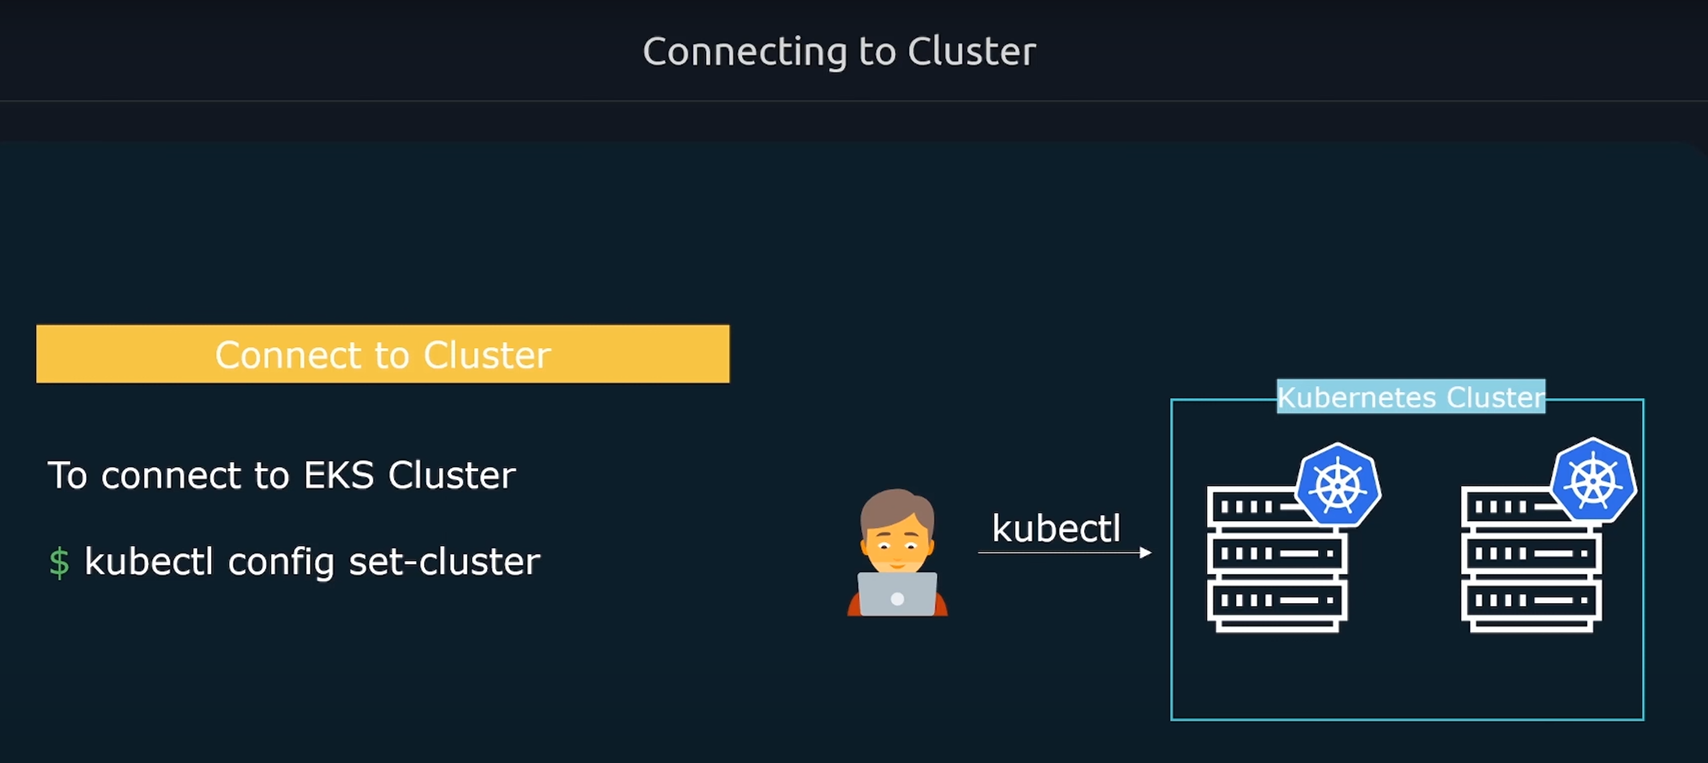 Connecting to Cluster
Connect to Cluster
To connect to EKS Cluster
$ kubectl config set-cluster
kubectl
Kubernetes Cluster